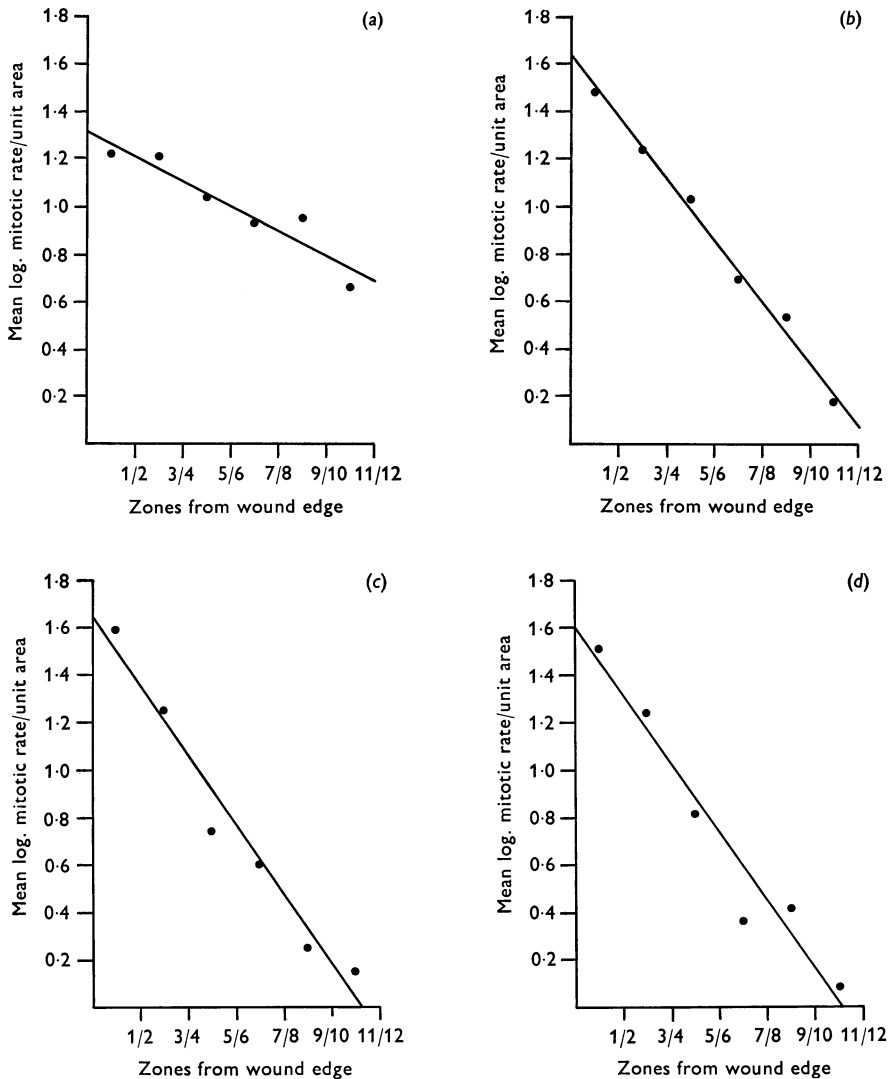 (a)
Mean log. mitotic rate/unit area
1·8
1·6
1·4
1·2
1·0
0·8
0·6
0·4
0·2
1/2 3/4 5/6 7/8 9/10 11/12
Zones from wound edge
(b)
Mean log. mitotic rate/unit area
1·8
1·6
1·4
1·2
1·0
0·8
0·6
0·4
0·2
1/2 3/4 5/6 7/8 9/10 11/12
Zones from wound edge
(c)
Mean log. mitotic rate/unit area
1·8
1·6
1·4
1·2
1·0
0·8
0·6
0·4
0·2
1/2 3/4 5/6 7/8 9/10 11/12
Zones from wound edge
(d)
Mean log. mitotic rate/unit area
1·8
1·6
1·4
1·2
1·0
0·8
0·6
0·4
0·2
1/2 3/4 5/6 7/8 9/10 11/12
Zones from wound edge